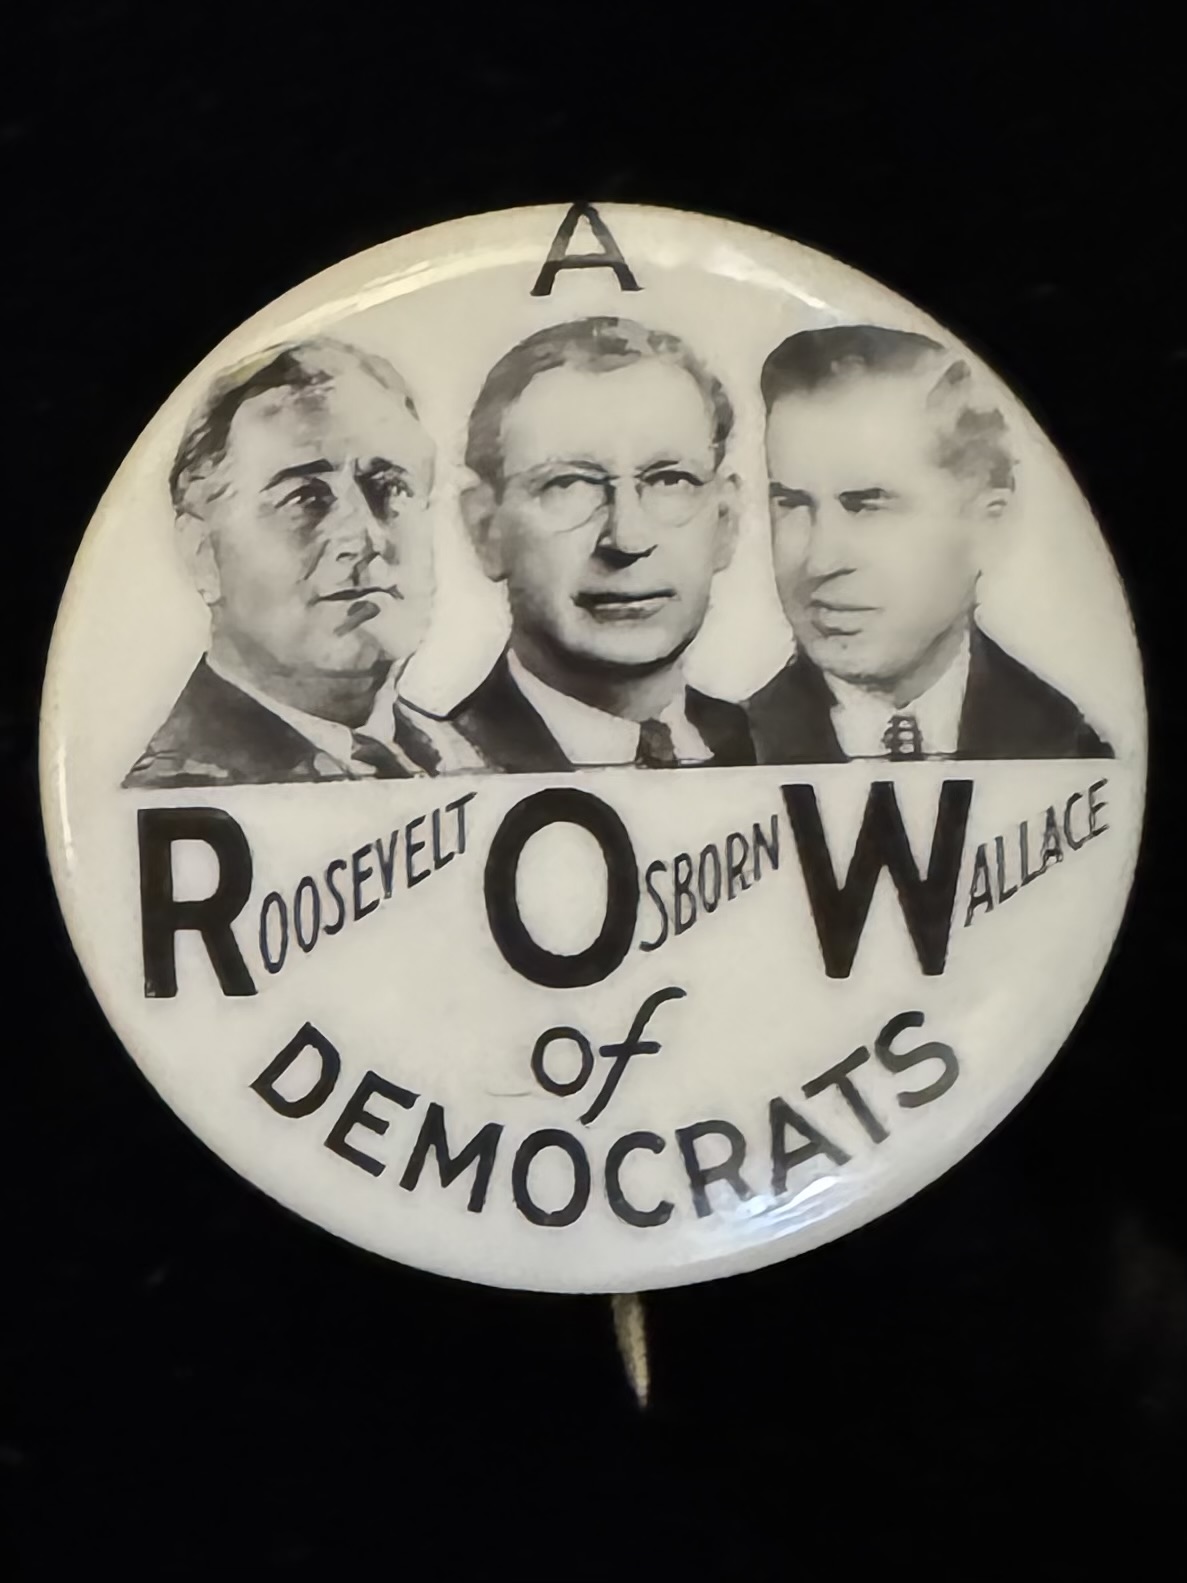 A
ROOSEVELT OSBORN WALLACE
of
DEMOCRATS